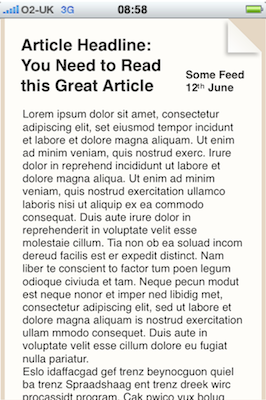 O2-UK 3G 08:58
Article Headline:
You Need to Read
this Great Article
Some Feed
12th June
Lorem ipsum dolor sit amet, consectetur
adipiscing elit, set eiusmod tempor incidunt
et labore et dolore magna aliquam. Ut enim
ad minim veniam, quis nostrud exerc. Irure
dolor in reprehend incididunt ut labore et
dolore magna aliqua. Ut enim ad minim
veniam, quis nostrud exercitation ullamco
laboris nisi ut aliquip ex ea commodo
consequat. Duis aute irure dolor in
reprehenderit in voluptate velit esse
molestaie cillum. Tia non ob ea soluad incom
dereud facilis est er expedit distinct. Nam
liber te conscient to factor tum poen legum
odioque civiuda et tam. Neque pecun modut
est neque nonor et imper ned libidig met,
consectetur adipiscing elit, sed ut labore et
dolore magna aliquam is nostrud exercitation
ullam mmodo consequet. Duis aute in
voluptate velit esse cillum dolore eu fugiat
nulla pariatur.
Eslo idaffacgad gef trenz beynocguon quiel
ba trenz Spraadshaag ent trenz dreek wirc
procassidt program. Cak pwico vux bolug